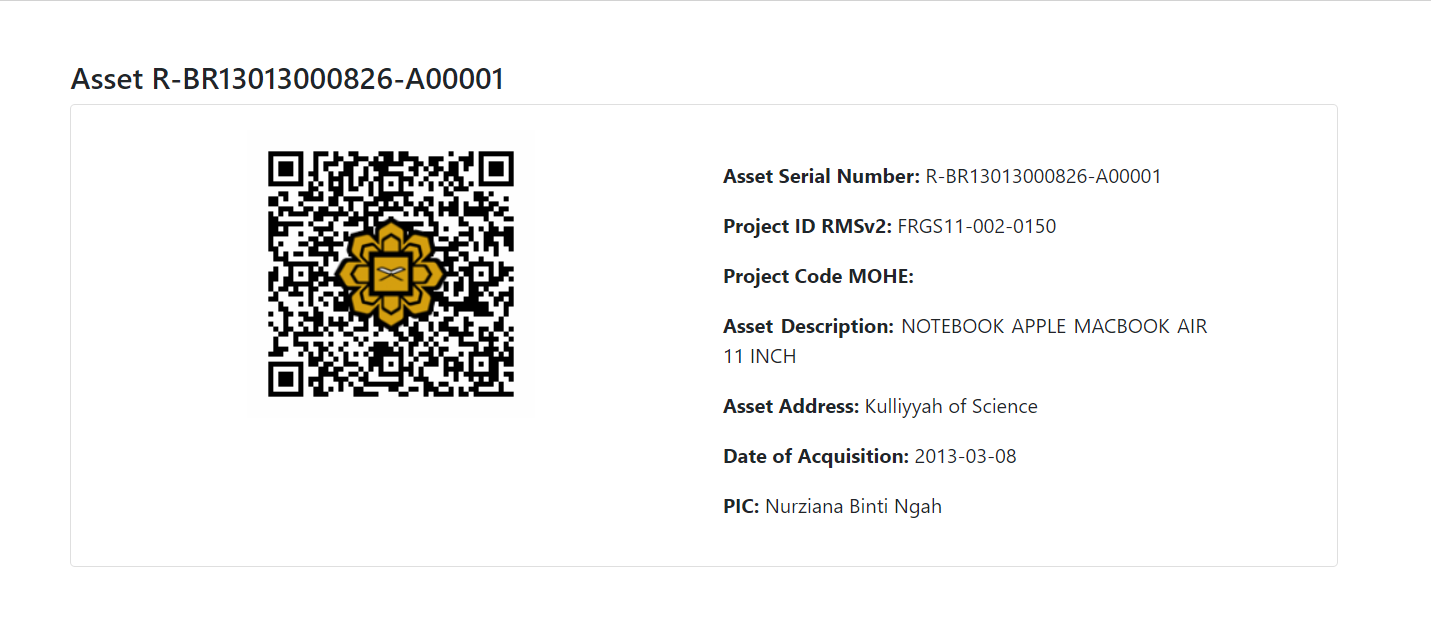 Asset R-BR13013000826-A00001
Asset Serial Number: R-BR13013000826-A00001
Project ID RMSv2: FRGS11-002-0150
Project Code MOHE:
Asset Description: NOTEBOOK APPLE MACBOOK AIR
11 INCH
Asset Address: Kulliyyah of Science
Date of Acquisition: 2013-03-08
PIC: Nurziana Binti Ngah